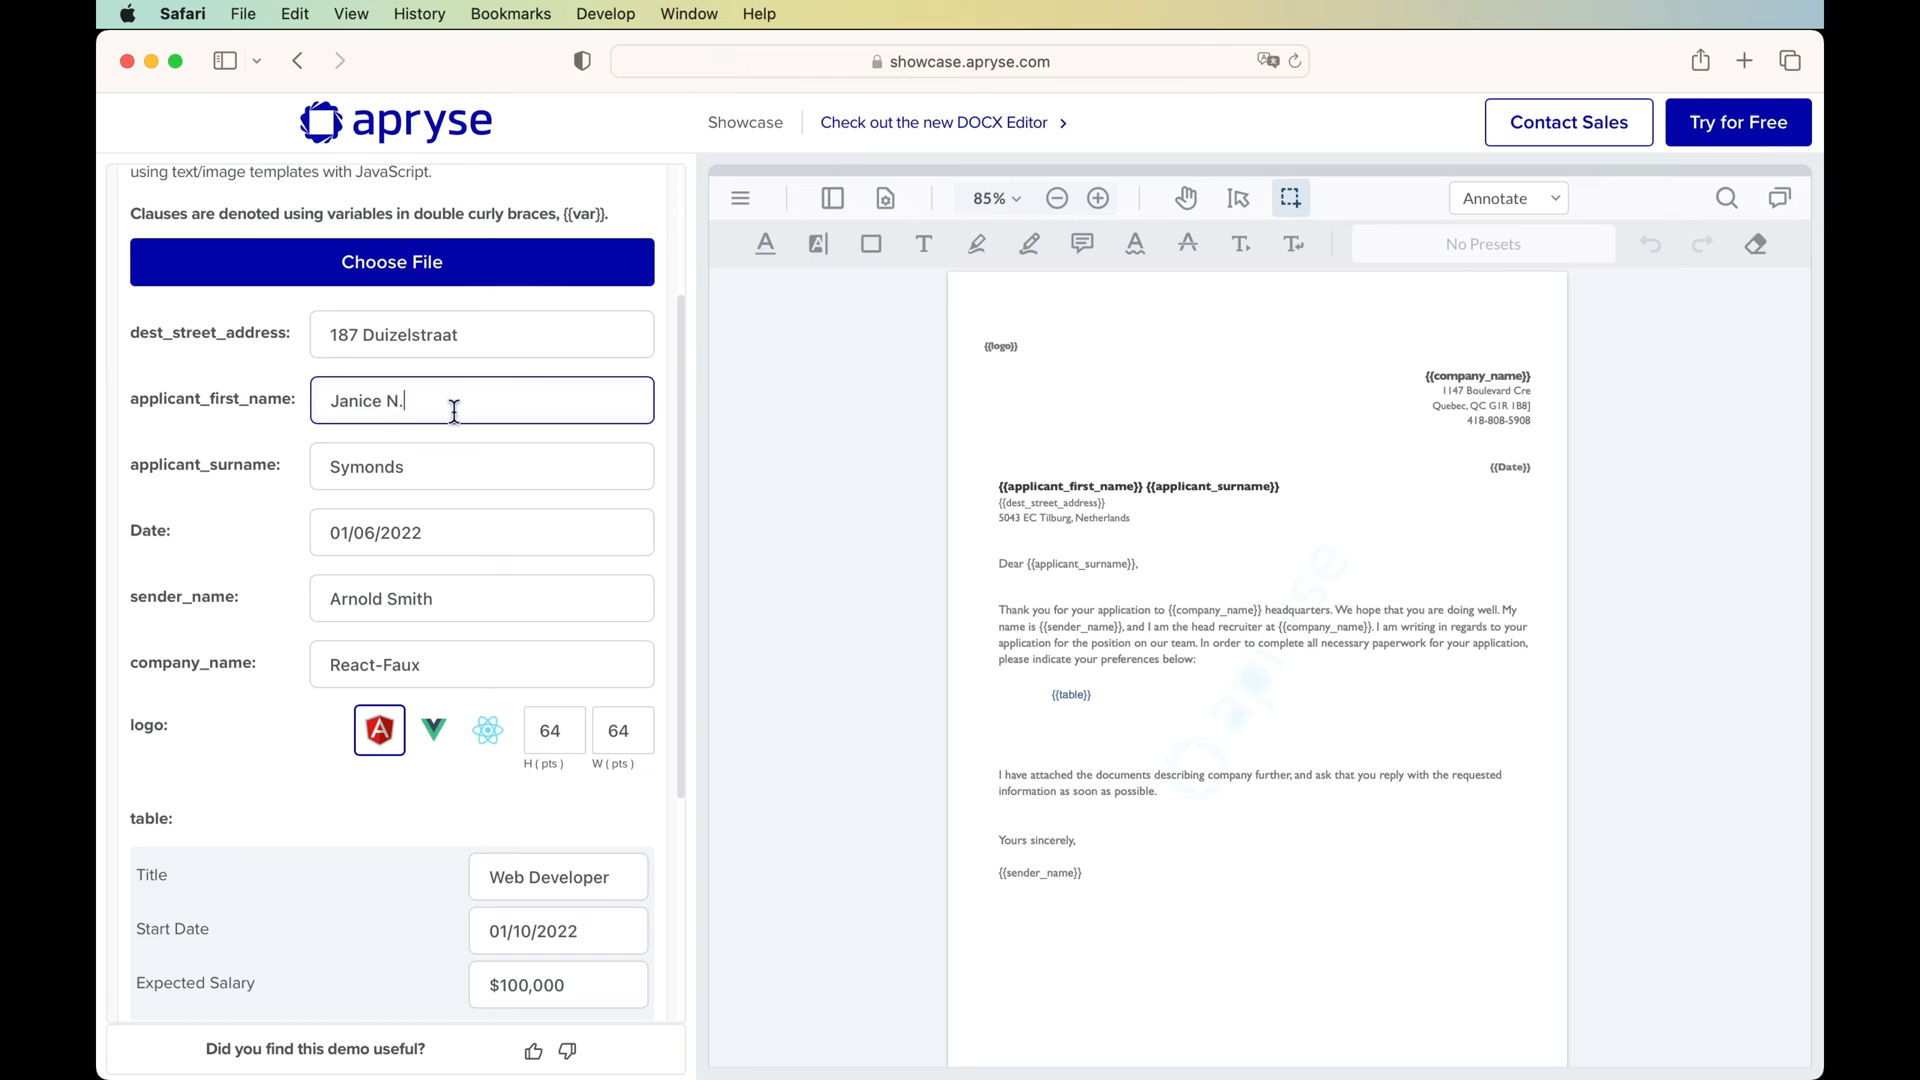 Safari File Edit View History Bookmarks Develop Window Help
showcase.apryse.com
apryse
Showcase
Check out the new DOCX Editor
Contact Sales
Try for Free
using text/image templates with JavaScript.
Clauses are denoted using variables in double curly braces, {{var}}.
Choose File
dest_street_address: 187 Duizelstraat
applicant_first_name: Janice N.
applicant_surname: Symonds
Date: 01/06/2022
sender_name: Arnold Smith
company_name: React-Faux
logo: 64 64
H ( pts ) W ( pts )
table:
Title Web Developer
Start Date 01/10/2022
Expected Salary $100,000
Did you find this demo useful?
85%
Annotate
No Presets
{{logo}}
{{company_name}}
1147 Boulevard Cre
Quebec, QC G1R 1B8]
418-808-5908
{{Date}}
{{applicant_first_name}} {{applicant_surname}}
{{dest_street_address}}
5043 EC Tilburg, Netherlands
Dear {{applicant_surname}},
Thank you for your application to {{company_name}} headquarters. We hope that you are doing well. My
name is {{sender_name}}, and I am the head recruiter at {{company_name}}. I am writing in regards to your
application for the position on our team. In order to complete all necessary paperwork for your application,
please indicate your preferences below:
{{table}}
I have attached the documents describing company further, and ask that you reply with the requested
information as soon as possible.
Yours sincerely,
{{sender_name}}
apryse